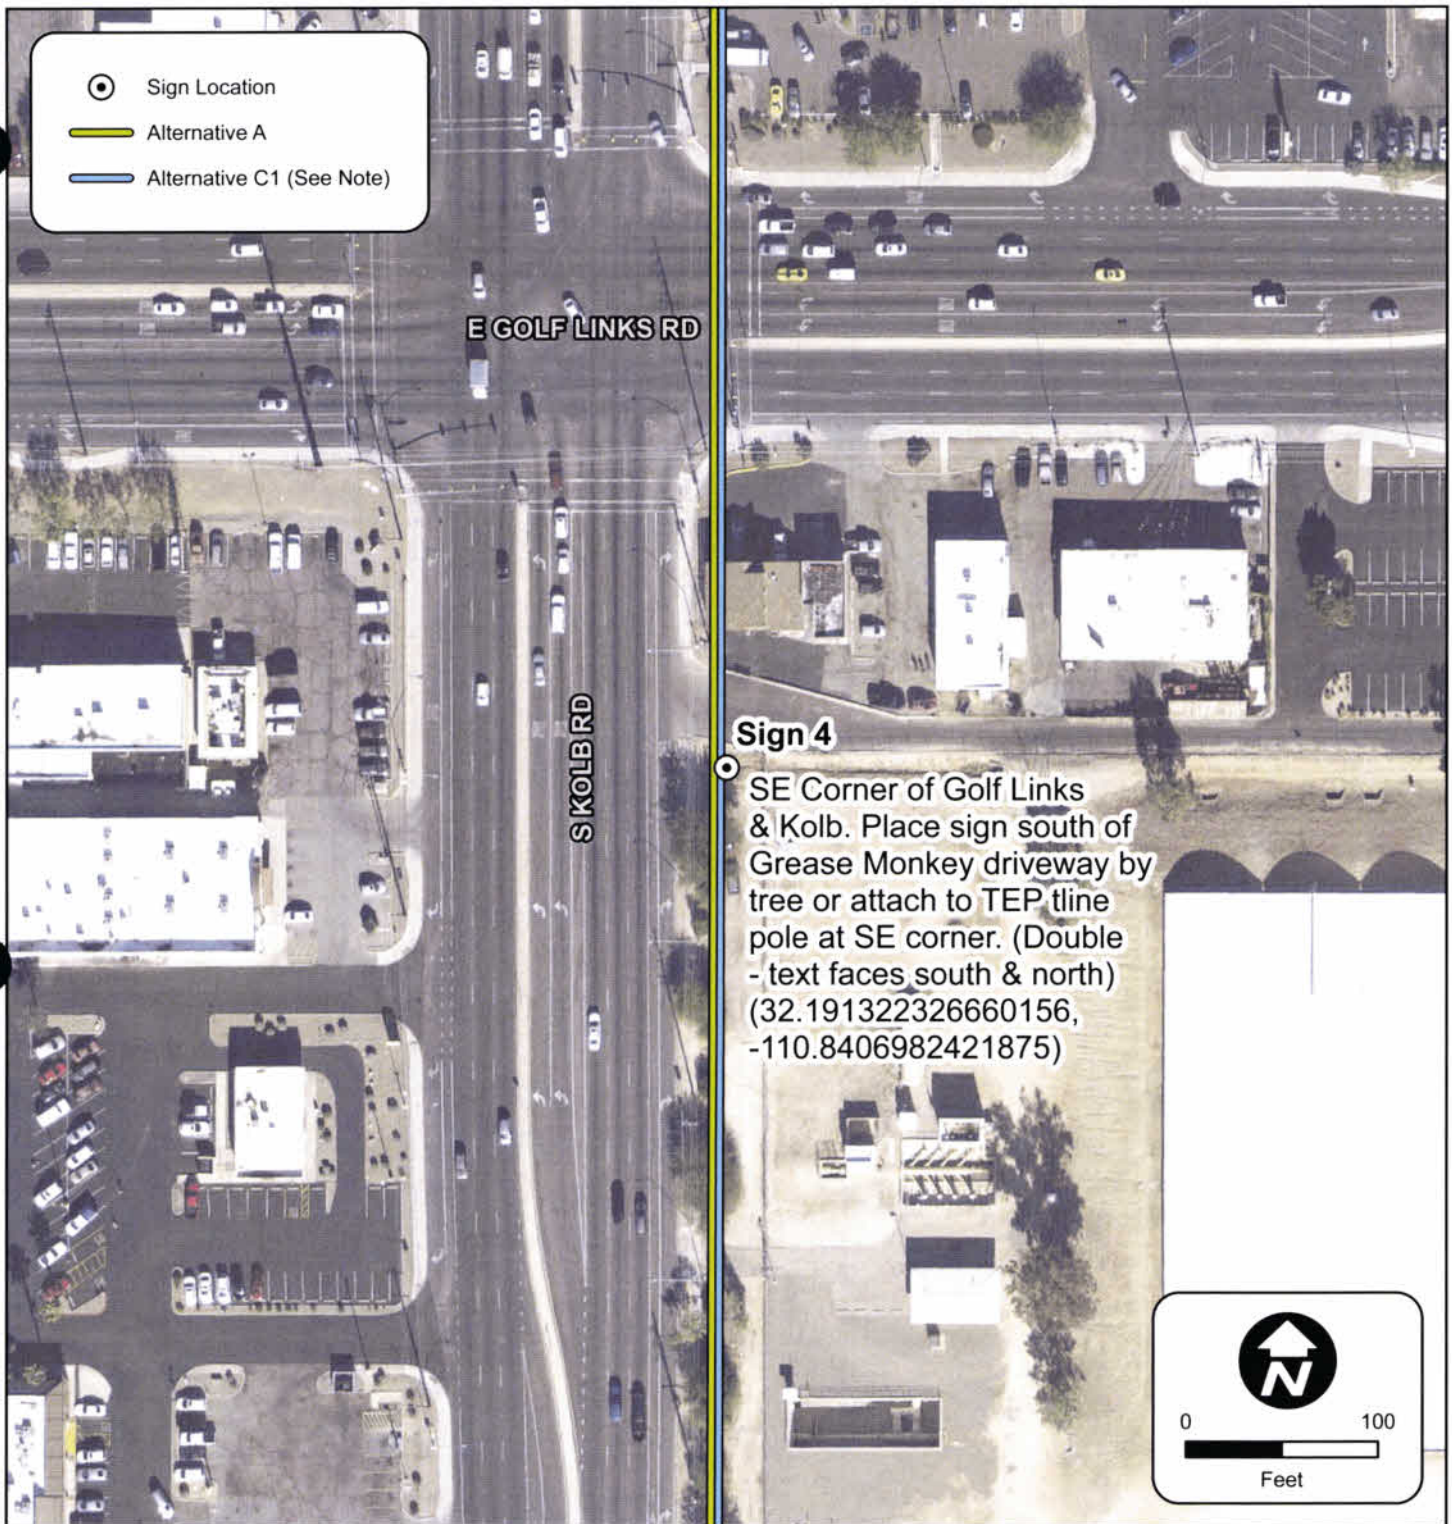 Sign Location
Alternative A
Alternative C1 (See Note)
E GOLF LINKS RD
S KOLB RD
Sign 4
SE Corner of Golf Links
& Kolb. Place sign south of
Grease Monkey driveway by
tree or attach to TEP tline
pole at SE corner. (Double
- text faces south & north)
(32.191322326660156,
-110.8406982421875)
N
0 100
Feet